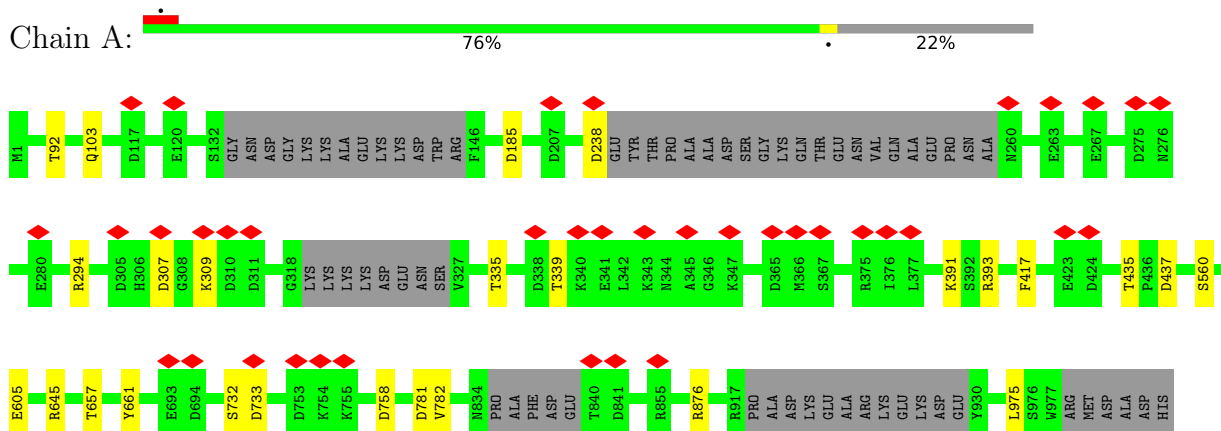 Chain A:
76%
22%
M1 T92 Q103 D117 E120 S132 GLY ASN ASP GLY LYS LYS ALA GLU LYS LYS ASP TRP ARG F146 D185 D207 D238 GLU TYR THR PRO ALA ALA ASP SER GLY LYS GLN THR GLU ASN VAL GLN ALA GLU PRO ASN ALA N260 E263 E267 D275 N276
E280 R294 D305 H306 D307 G308 K309 D310 D311 G318 LYS LYS LYS LYS ASP GLU ASN SER V327 T335 D338 T339 K340 E341 L342 K343 N344 A345 G346 K347 D365 M366 S367 R375 I376 L377 K391 S392 R393 F417 E423 D424 T435 P436 D437 S560
E605 R645 T657 Y661 E693 D694 S732 D733 D753 K754 K755 D758 D781 V782 N834 PRO ALA PHE ASP GLU T840 D841 R855 R876 R917 PRO ALA ASP LYS GLU ALA ARG LYS GLU LYS ASP GLU Y930 L975 S976 W977 ARG MET ASP ALA ASP HIS